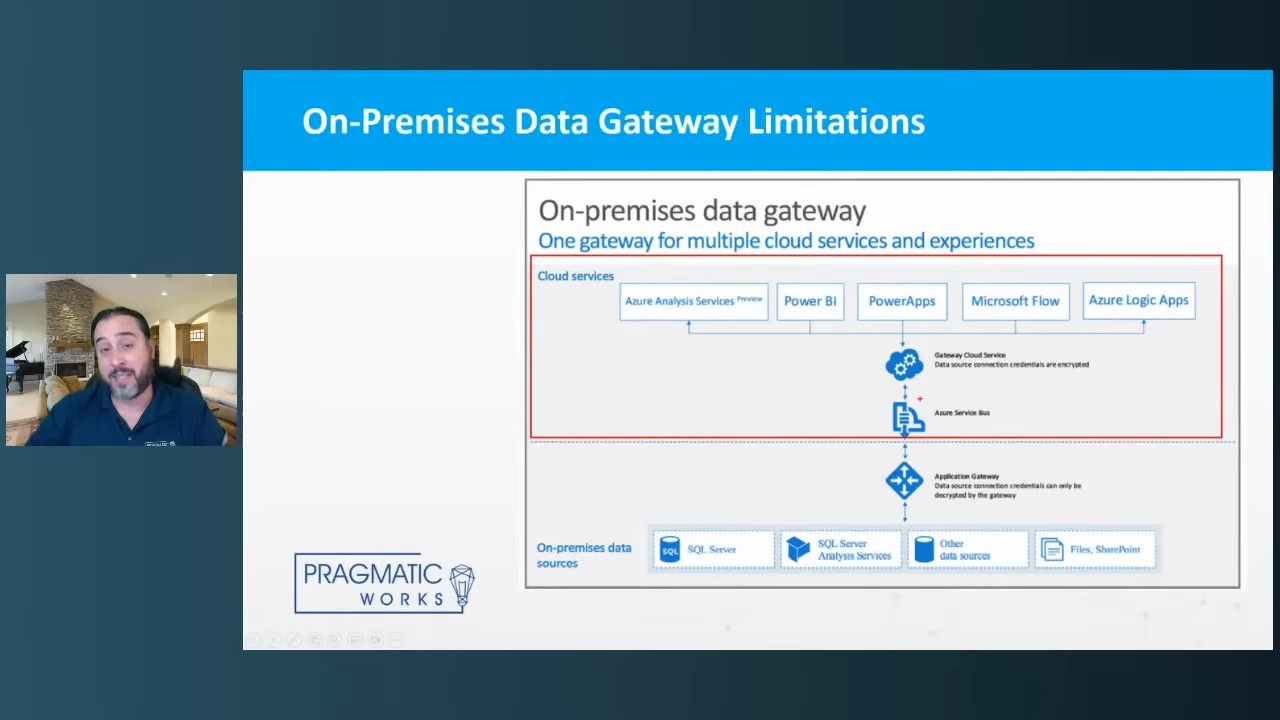 On-Premises Data Gateway Limitations
On-premises data gateway
One gateway for multiple cloud services and experiences
Cloud services
Azure Analysis Services Preview
Power BI
PowerApps
Microsoft Flow
Azure Logic Apps
Gateway Cloud Service
Data source connection credentials are encrypted
Azure Service Bus
Application Gateway
Data source connection credentials can only be
decrypted by the gateway
On-premises data
sources
SQL
SQL Server
SQL Server
Analysis Services
Other
data sources
Files, SharePoint
PRAGMATIC
WORKS